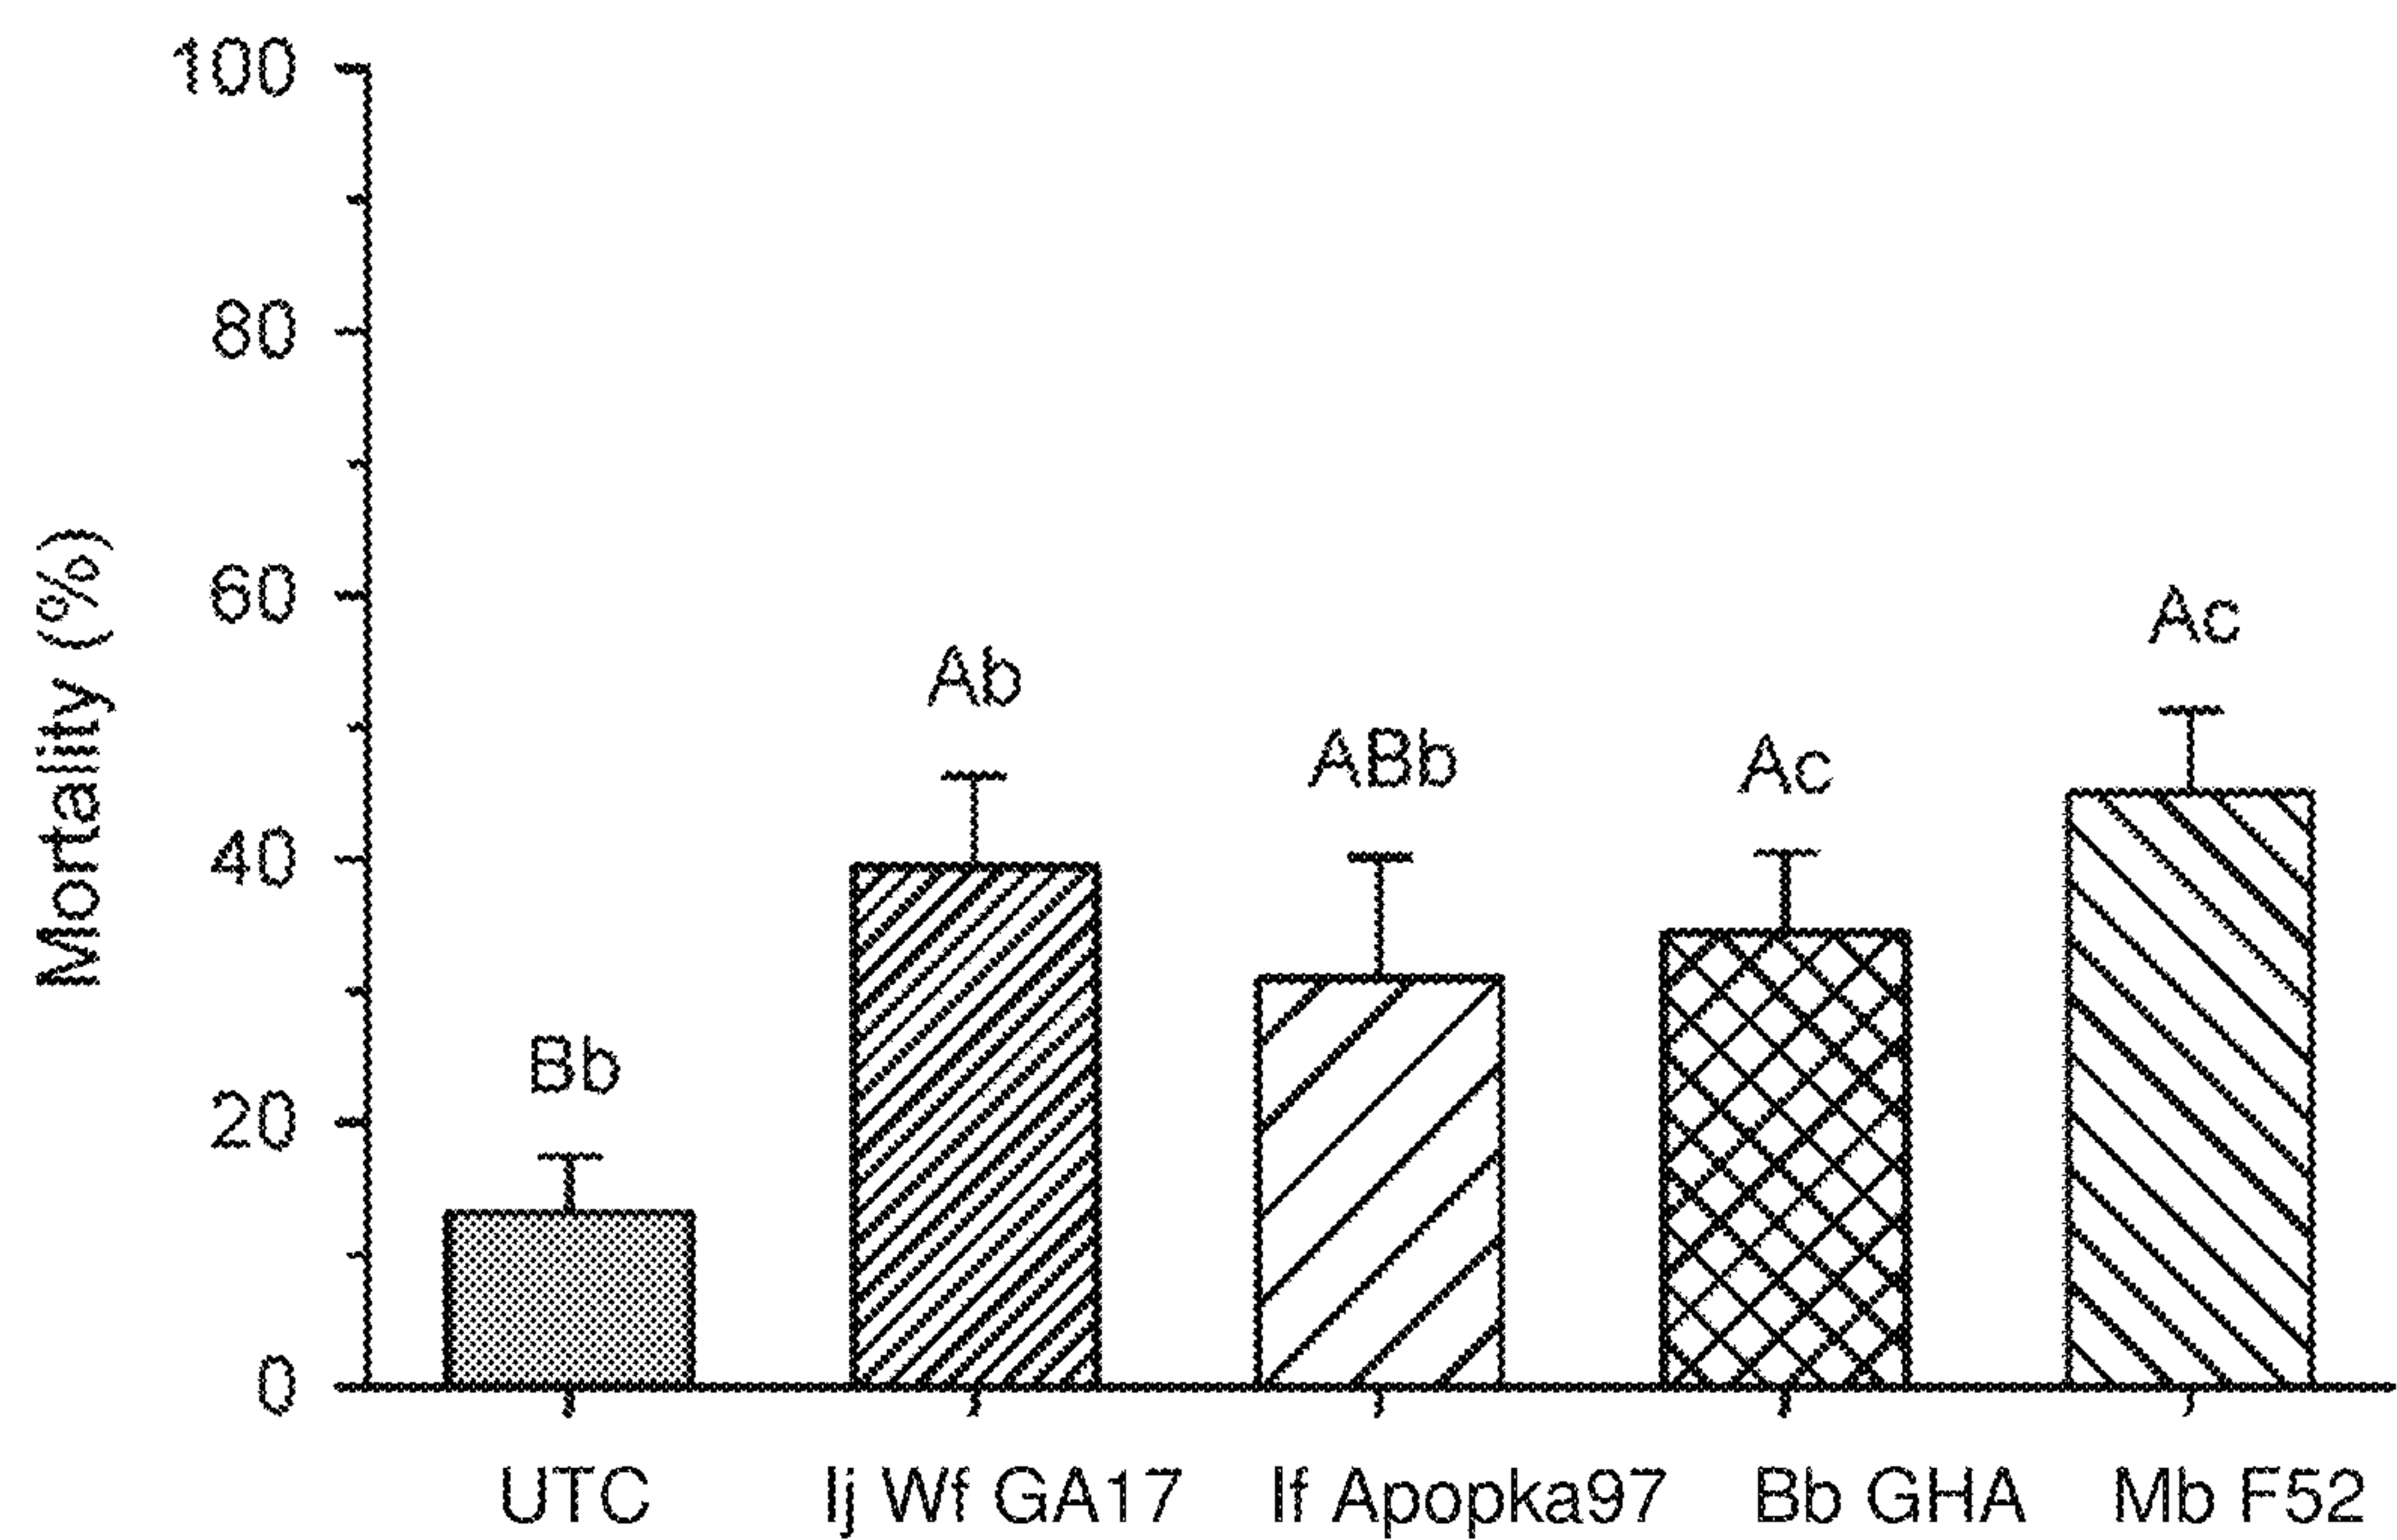 Mortality (%)
100
80
60
40
20
0
Bb
Ab
ABb
Ac
Ac
UTC
Ij Wf GA17
If Apopka97
Bb GHA
Mb F52